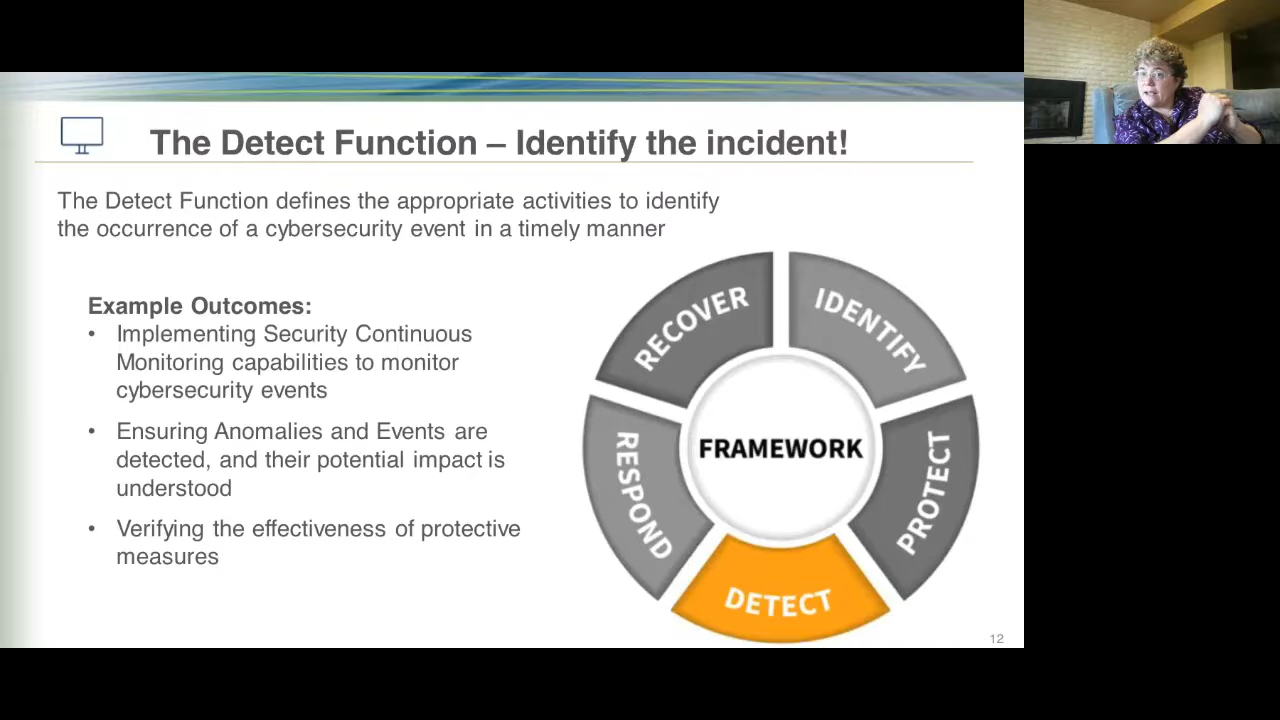 The Detect Function – Identify the incident!
The Detect Function defines the appropriate activities to identify
the occurrence of a cybersecurity event in a timely manner
Example Outcomes:
• Implementing Security Continuous
Monitoring capabilities to monitor
cybersecurity events
• Ensuring Anomalies and Events are
detected, and their potential impact is
understood
• Verifying the effectiveness of protective
measures
RECOVER
IDENTIFY
FRAMEWORK
RESPOND
PROTECT
DETECT
12